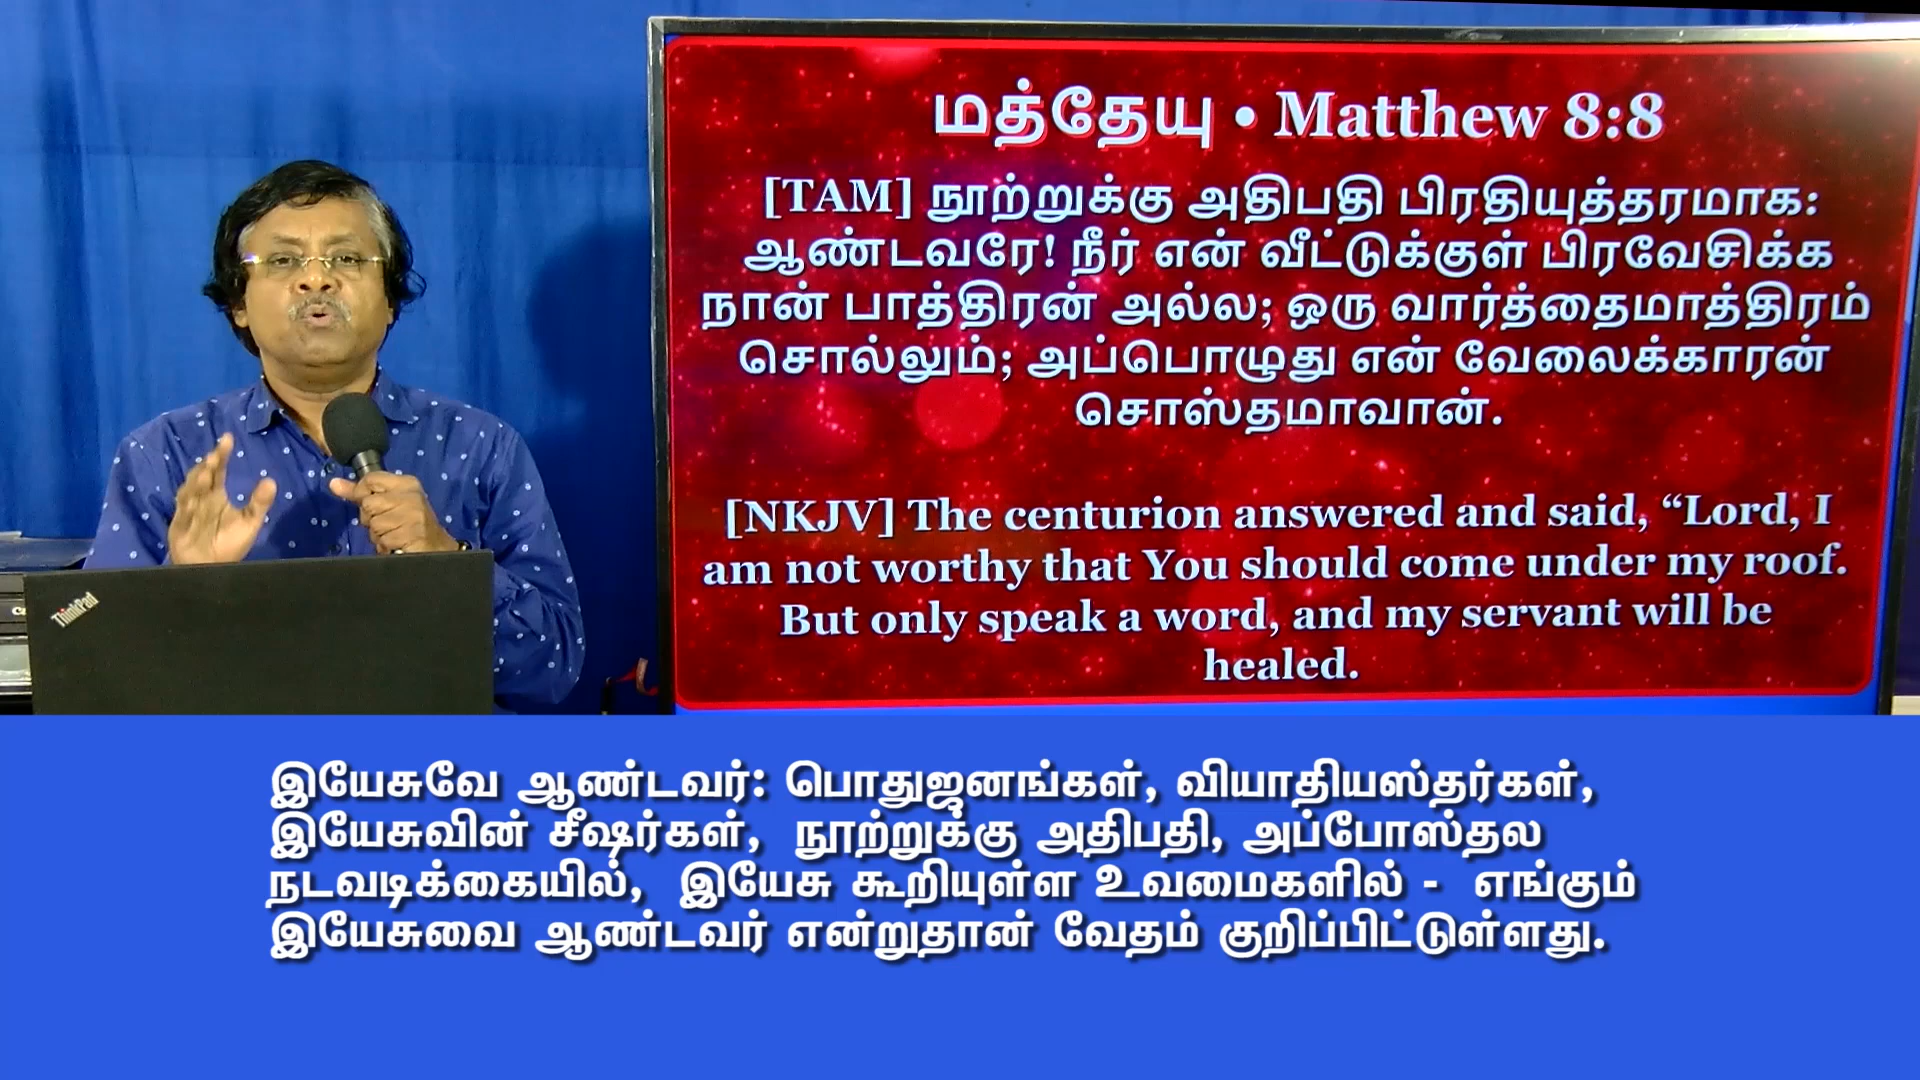 மத்தேயு • Matthew 8:8
[TAM] நூற்றுக்கு அதிபதி பிரதியுத்தரமாக:
ஆண்டவரே! நீர் என் வீட்டுக்குள் பிரவேசிக்க
நான் பாத்திரன் அல்ல; ஒரு வார்த்தைமாத்திரம்
சொல்லும்; அப்பொழுது என் வேலைக்காரன்
சொஸ்தமாவான்.
[NKJV] The centurion answered and said, “Lord, I
am not worthy that You should come under my roof.
But only speak a word, and my servant will be
healed.
ThinkPad
இயேசுவே ஆண்டவர்: பொதுஜனங்கள், வியாதியஸ்தர்கள்,
இயேசுவின் சீஷர்கள், நூற்றுக்கு அதிபதி, அப்போஸ்தல
நடவடிக்கையில், இயேசு கூறியுள்ள உவமைகளில் - எங்கும்
இயேசுவை ஆண்டவர் என்றுதான் வேதம் குறிப்பிட்டுள்ளது.